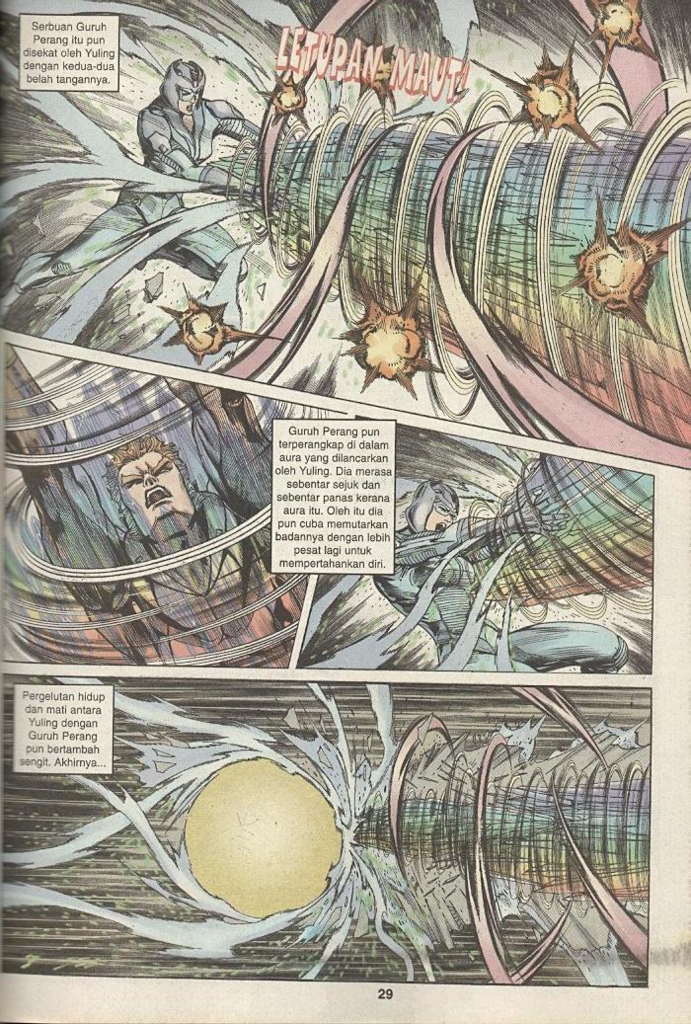 Serbuan Guruh
Perang itu pun
disekat oleh Yuling
dengan kedua-dua
belah tangannya.
LETUPAN MAUT!
Guruh Perang pun
terperangkap di dalam
aura yang dilancarkan
oleh Yuling. Dia merasa
sebentar sejuk dan
sebentar panas kerana
aura itu. Oleh itu dia
pun cuba memutarkan
badannya dengan lebih
pesat lagi untuk
mempertahankan diri.
Pergelutan hidup
dan mati antara
Yuling dengan
Guruh Perang
pun bertambah
sengit. Akhirnya...
29